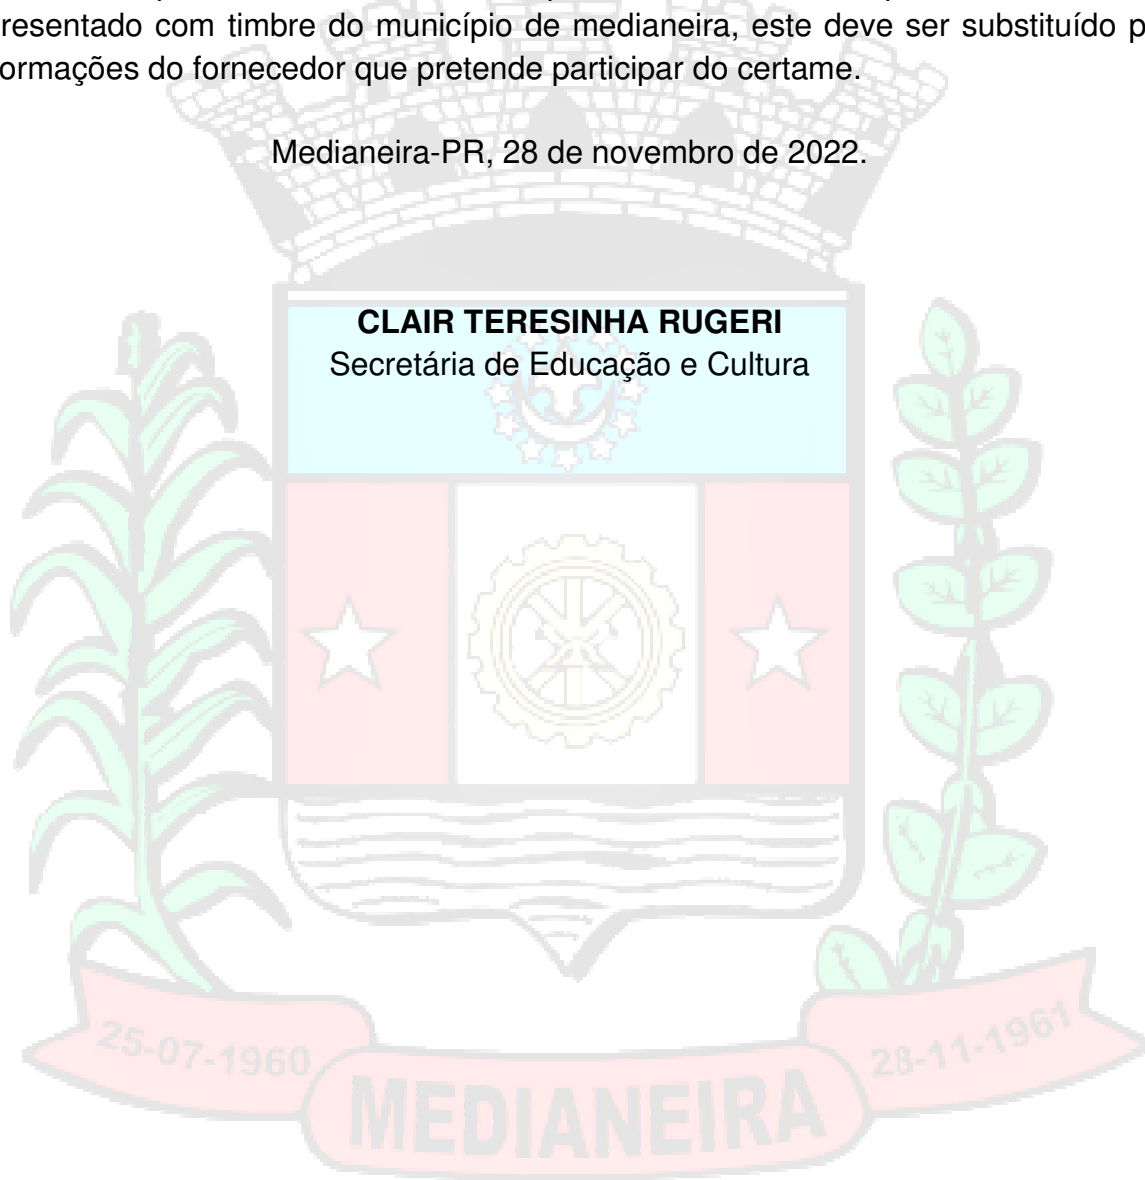 resentado com timbre do município de medianeira, este deve ser substituído p
ormações do fornecedor que pretende participar do certame.
Medianeira-PR, 28 de novembro de 2022.
CLAIR TERESINHA RUGERI
Secretária de Educação e Cultura
25-07-1960
28-11-1961
MEDIANEIRA